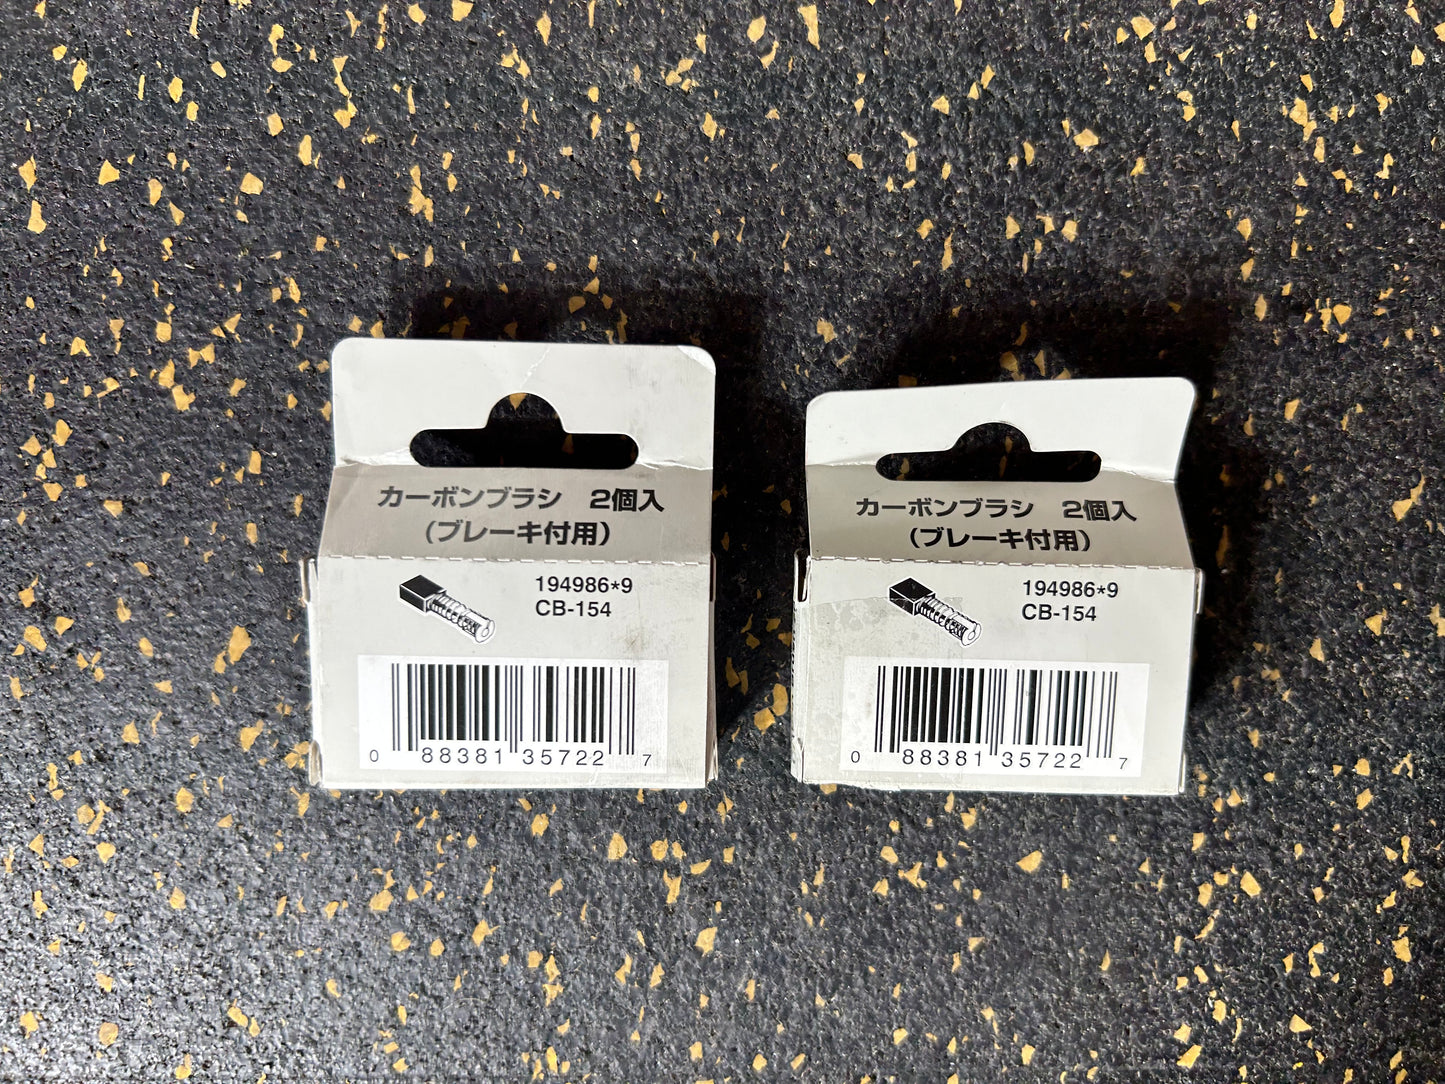 カーボンブラシ　2個入
（ブレーキ付用）
194986*9
CB-154
0 88381 35722 7
カーボンブラシ　2個入
（ブレーキ付用）
194986*9
CB-154
0 88381 35722 7